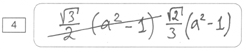 4 √3/2 (a² - 1) √2/3 (a² - 1)